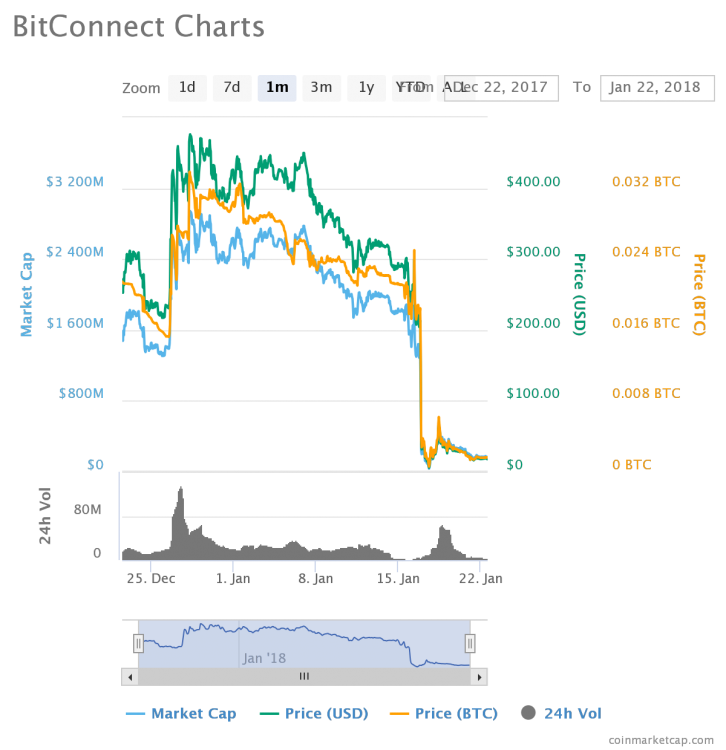 BitConnect Charts
Zoom 1d 7d 1m 3m 1y YTD ALL From Dec 22, 2017 To Jan 22, 2018
$3 200M $400.00 0.032 BTC
$2 400M $300.00 0.024 BTC
Market Cap Price (USD) Price (BTC)
$1 600M $200.00 0.016 BTC
$800M $100.00 0.008 BTC
$0 $0 0 BTC
24h Vol
80M
0
25. Dec 1. Jan 8. Jan 15. Jan 22. Jan
Jan '18
Market Cap Price (USD) Price (BTC) 24h Vol
coinmarketcap.com